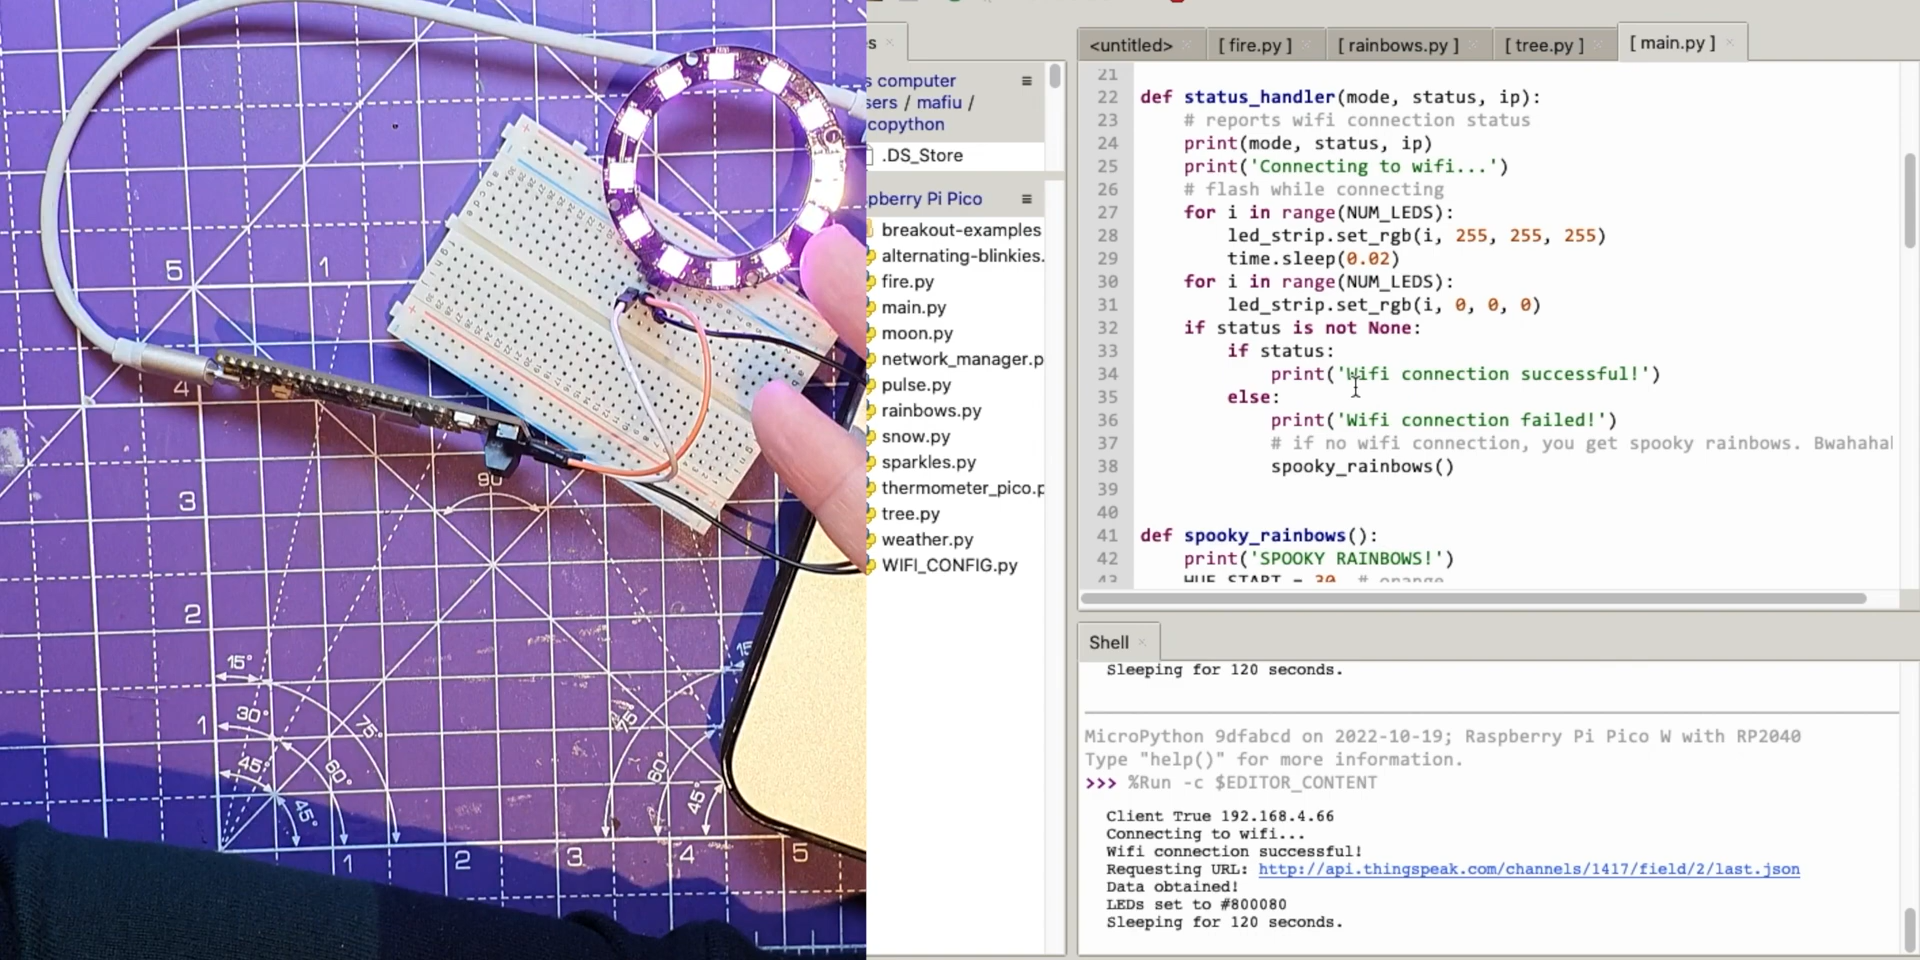 <untitled>
[ fire.py ]
[ rainbows.py ]
[ tree.py ]
[ main.py ]
s computer
sers / mafiu /
copython
.DS_Store
pberry Pi Pico
breakout-examples
alternating-blinkies.
fire.py
main.py
moon.py
network_manager.p
pulse.py
rainbows.py
snow.py
sparkles.py
thermometer_pico.p
tree.py
weather.py
WIFI_CONFIG.py
21
22 def status_handler(mode, status, ip):
23 # reports wifi connection status
24 print(mode, status, ip)
25 print('Connecting to wifi...')
26 # flash while connecting
27 for i in range(NUM_LEDS):
28 led_strip.set_rgb(i, 255, 255, 255)
29 time.sleep(0.02)
30 for i in range(NUM_LEDS):
31 led_strip.set_rgb(i, 0, 0, 0)
32 if status is not None:
33 if status:
34 print('Wifi connection successful!')
35 else:
36 print('Wifi connection failed!')
37 # if no wifi connection, you get spooky rainbows. Bwahahal
38 spooky_rainbows()
39
40
41 def spooky_rainbows():
42 print('SPOOKY RAINBOWS!')
43 HUE_START = 30 # orange
Shell
Sleeping for 120 seconds.
MicroPython 9dfabcd on 2022-10-19; Raspberry Pi Pico W with RP2040
Type "help()" for more information.
>>> %Run -c $EDITOR_CONTENT
Client True 192.168.4.66
Connecting to wifi...
Wifi connection successful!
Requesting URL: http://api.thingspeak.com/channels/1417/field/2/last.json
Data obtained!
LEDs set to #800080
Sleeping for 120 seconds.
5
1
4
3
90
2
15°
1
30°
75°
45°
60°
45°
75°
60°
45°
15
1
2
3
4
5